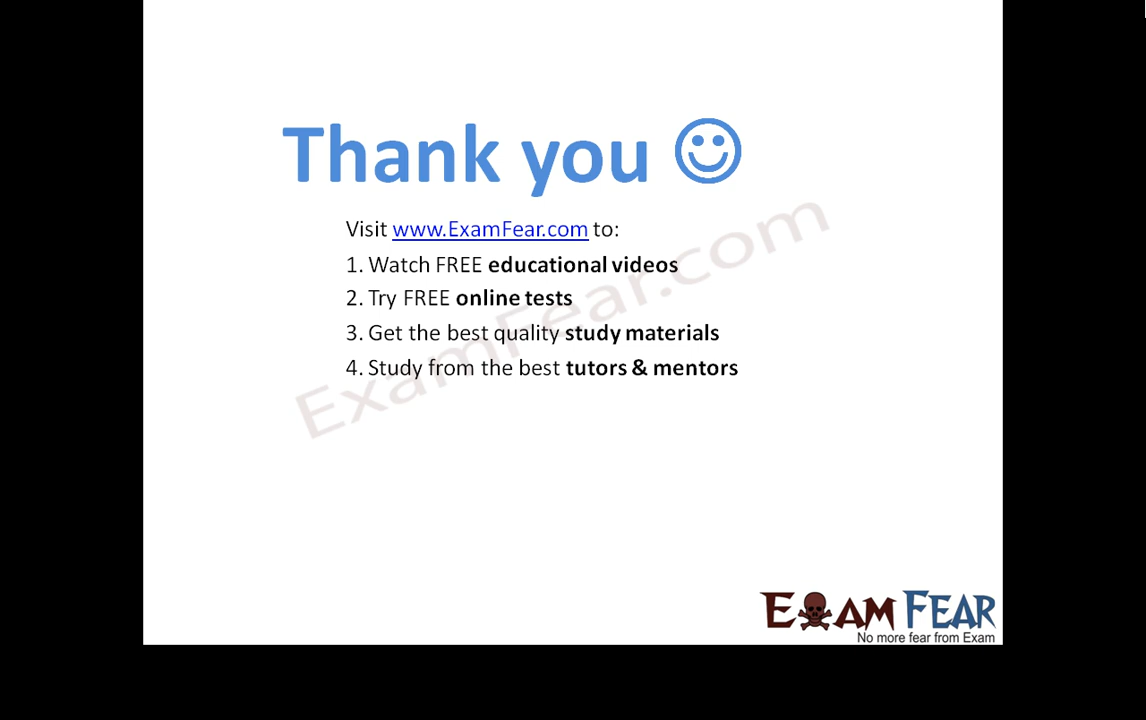 Thank you
Visit www.ExamFear.com to:
1. Watch FREE educational videos
2. Try FREE online tests
3. Get the best quality study materials
4. Study from the best tutors & mentors
ExamFear.com
EXAM FEAR
No more fear from Exam